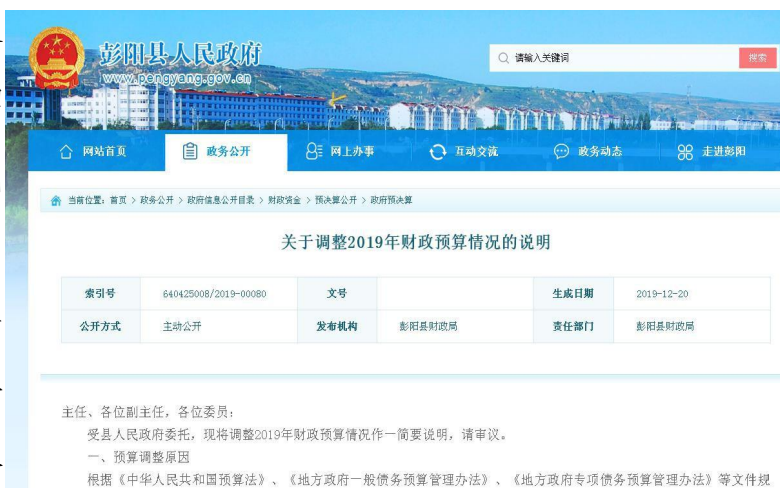 彭阳县人民政府
www.pengyang.gov.cn
请输入关键词
搜索
网站首页 政务公开 网上办事 互动交流 政务动态 走进彭阳
当前位置：首页 > 政务公开 > 政府信息公开目录 > 财政资金 > 预决算公开 > 政府预决算
关于调整2019年财政预算情况的说明
索引号 640425008/2019-00080 文号 生成日期 2019-12-20
公开方式 主动公开 发布机构 彭阳县财政局 责任部门 彭阳县财政局
主任、各位副主任，各位委员：
受县人民政府委托，现将调整2019年财政预算情况作一简要说明，请审议。
一、预算调整原因
根据《中华人民共和国预算法》、《地方政府一般债务预算管理办法》、《地方政府专项债务预算管理办法》等文件规